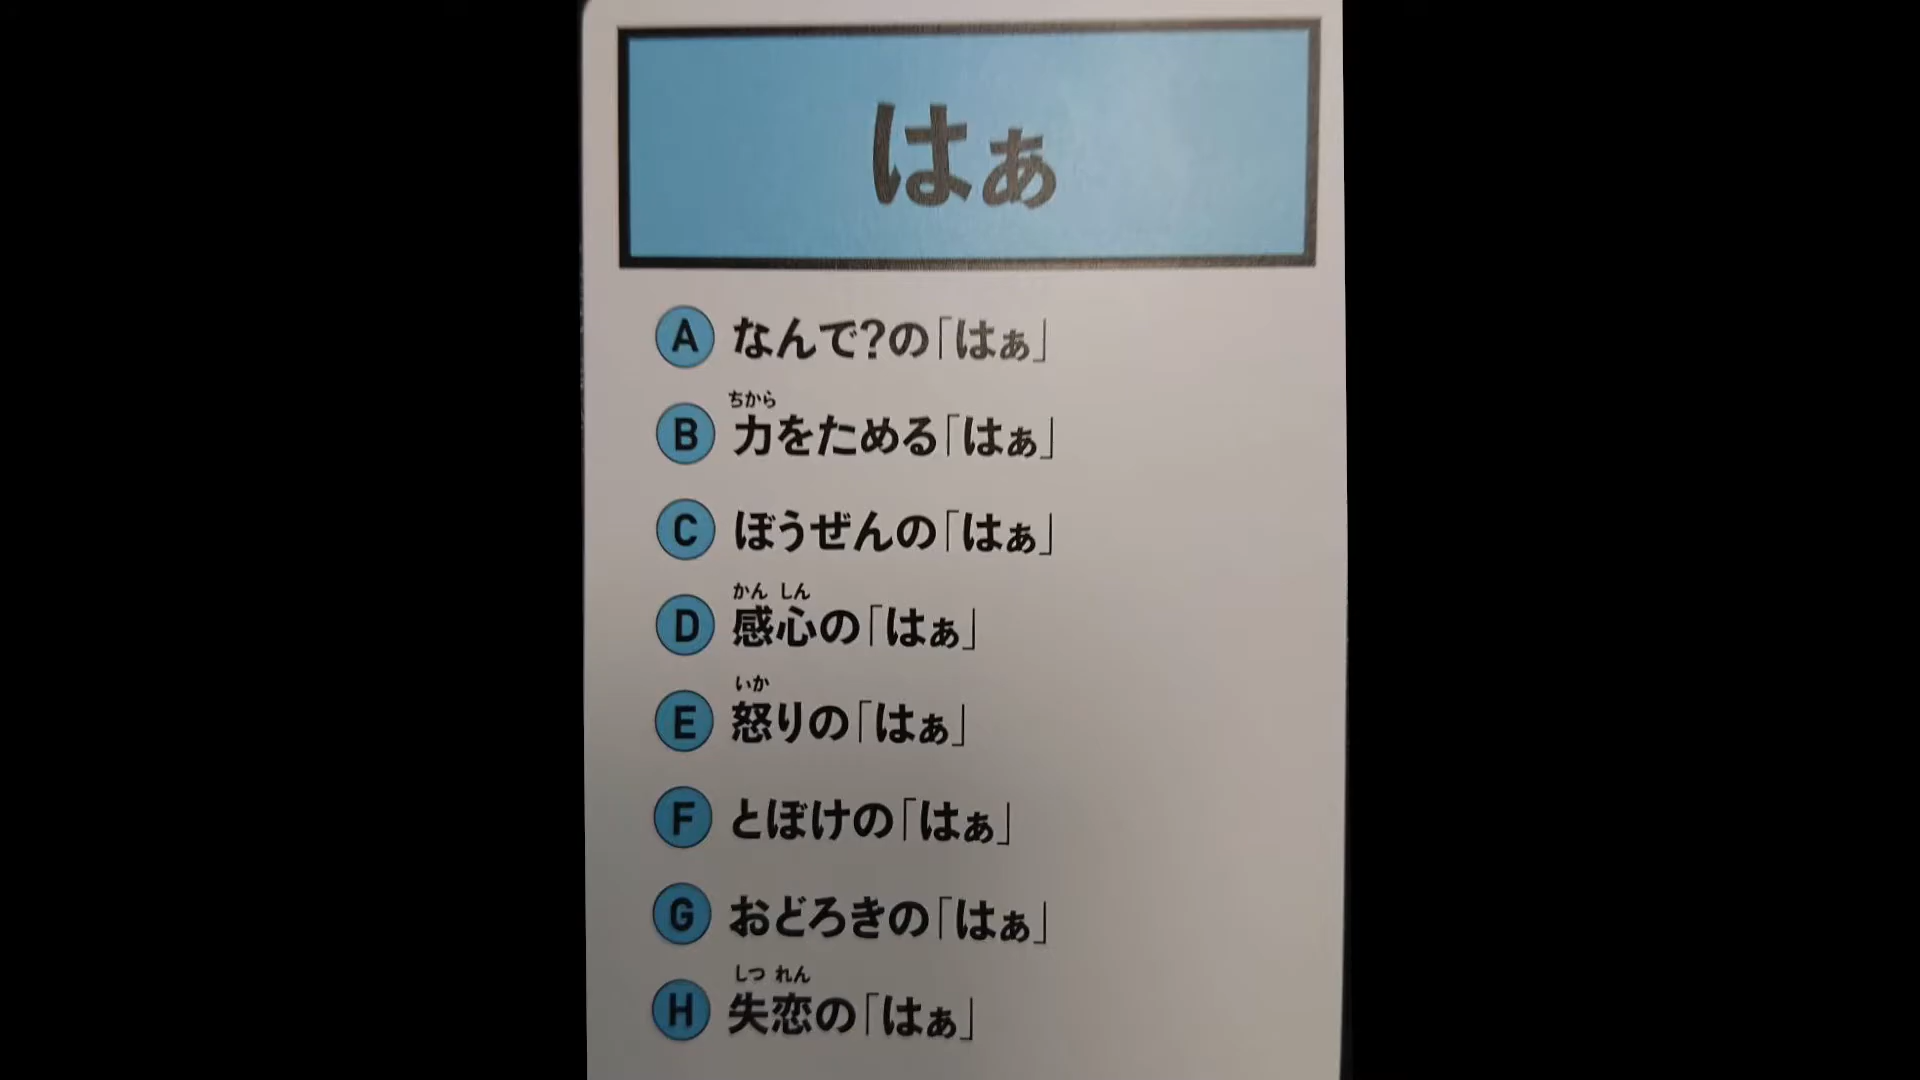 はぁ
A なんで?の「はぁ」
ちから
B 力をためる「はぁ」
C ぼうぜんの「はぁ」
かん しん
D 感心の「はぁ」
いか
E 怒りの「はぁ」
F とぼけの「はぁ」
G おどろきの「はぁ」
しつ れん
H 失恋の「はぁ」